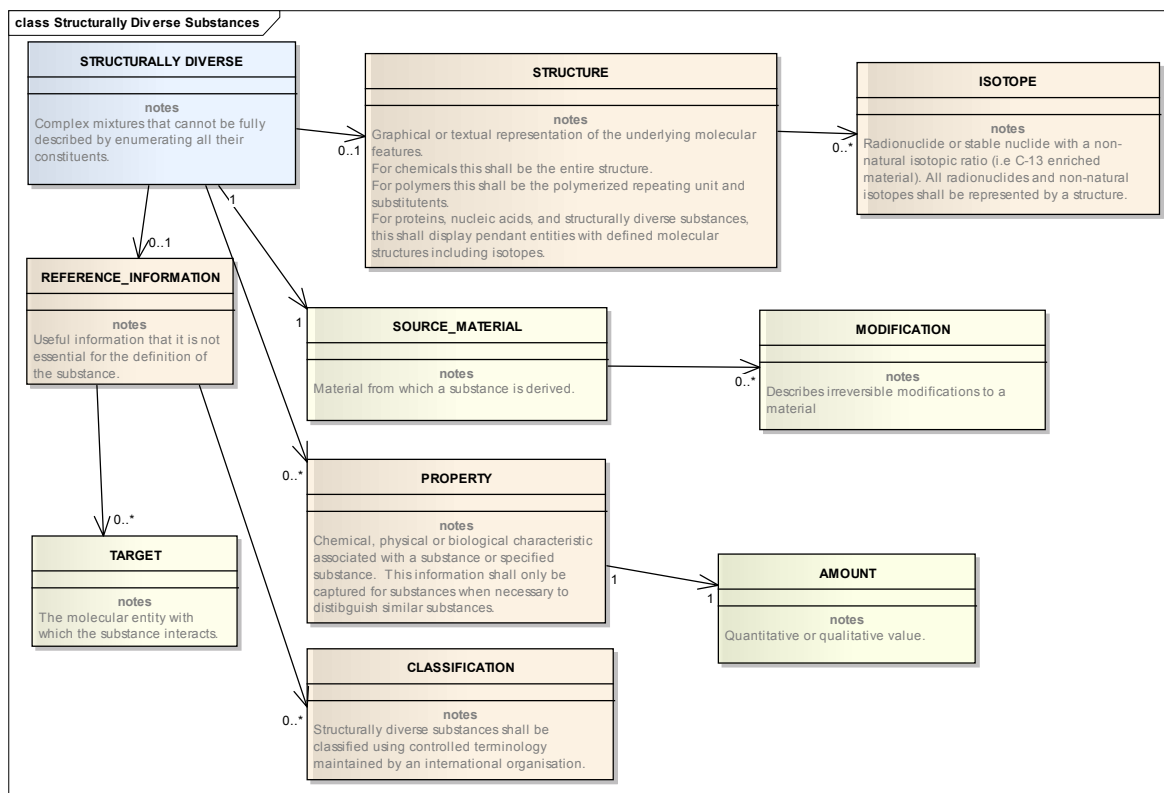 class Structurally Diverse Substances
STRUCTURALLY DIVERSE
notes
Complex mixtures that cannot be fully
described by enumerating all their
constituents.
STRUCTURE
notes
Graphical or textual representation of the underlying molecular
features.
For chemicals this shall be the entire structure.
For polymers this shall be the polymerized repeating unit and
substitutents.
For proteins, nucleic acids, and structurally diverse substances,
this shall display pendant entities with defined molecular
structures including isotopes.
ISOTOPE
notes
Radionuclide or stable nuclide with a non-
natural isotopic ratio (i.e C-13 enriched
material). All radionuclides and non-natural
isotopes shall be represented by a structure.
0..1
0..*
1
0..1
REFERENCE_INFORMATION
notes
Useful information that it is not
essential for the definition of
the substance.
1
SOURCE_MATERIAL
notes
Material from which a substance is derived.
MODIFICATION
notes
Describes irreversible modifications to a
material
0..*
0..*
PROPERTY
notes
Chemical, physical or biological characteristic
associated with a substance or specified
substance. This information shall only be
captured for substances when necessary to
distibguish similar substances.
0..*
TARGET
notes
The molecular entity with
which the substance interacts.
1
1
AMOUNT
notes
Quantitative or qualitative value.
0..*
CLASSIFICATION
notes
Structurally diverse substances shall be
classified using controlled terminology
maintained by an international organisation.